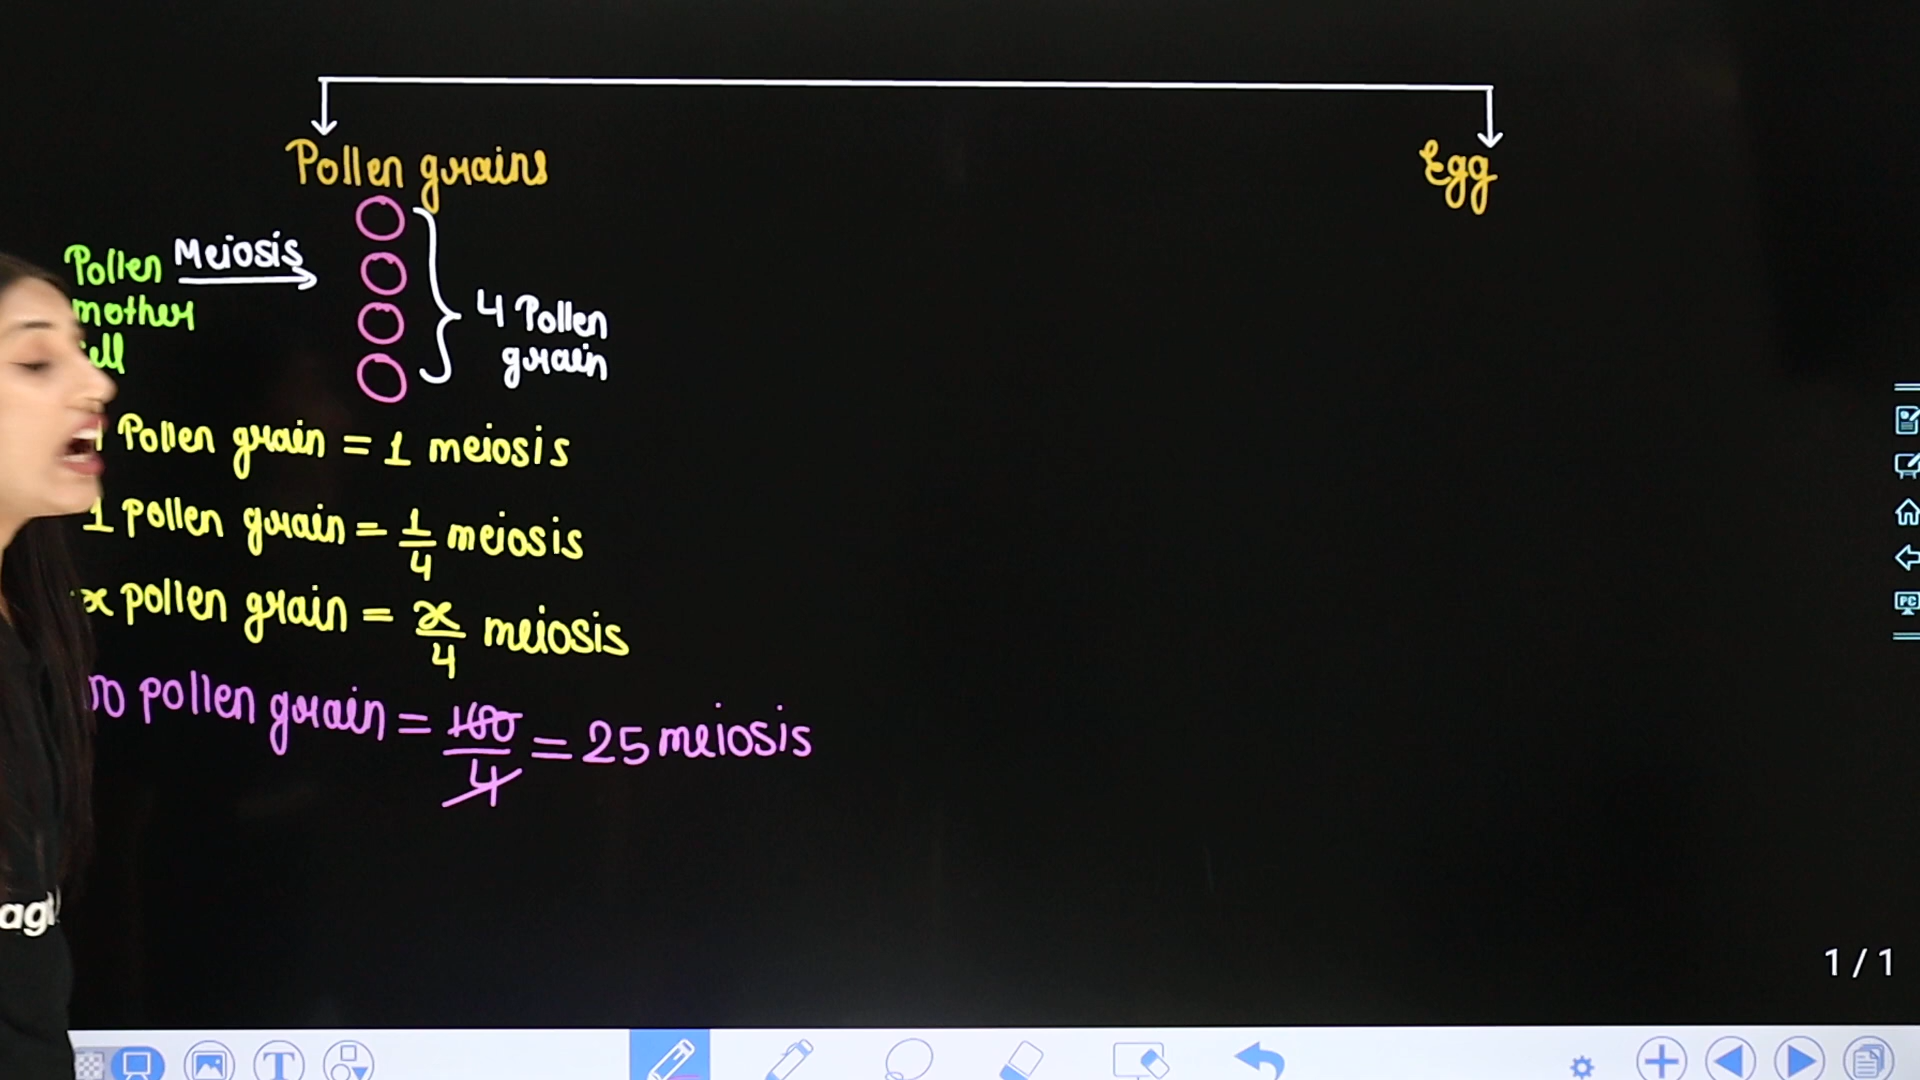 Pollen grains
Egg
Pollen Meiosis
mother
4 Pollen
grain
Pollen grain = 1 meiosis
1 pollen grain = 1/4 meiosis
x pollen grain = x/4 meiosis
pollen grain = 100/4 = 25 meiosis
1/1
PC
T